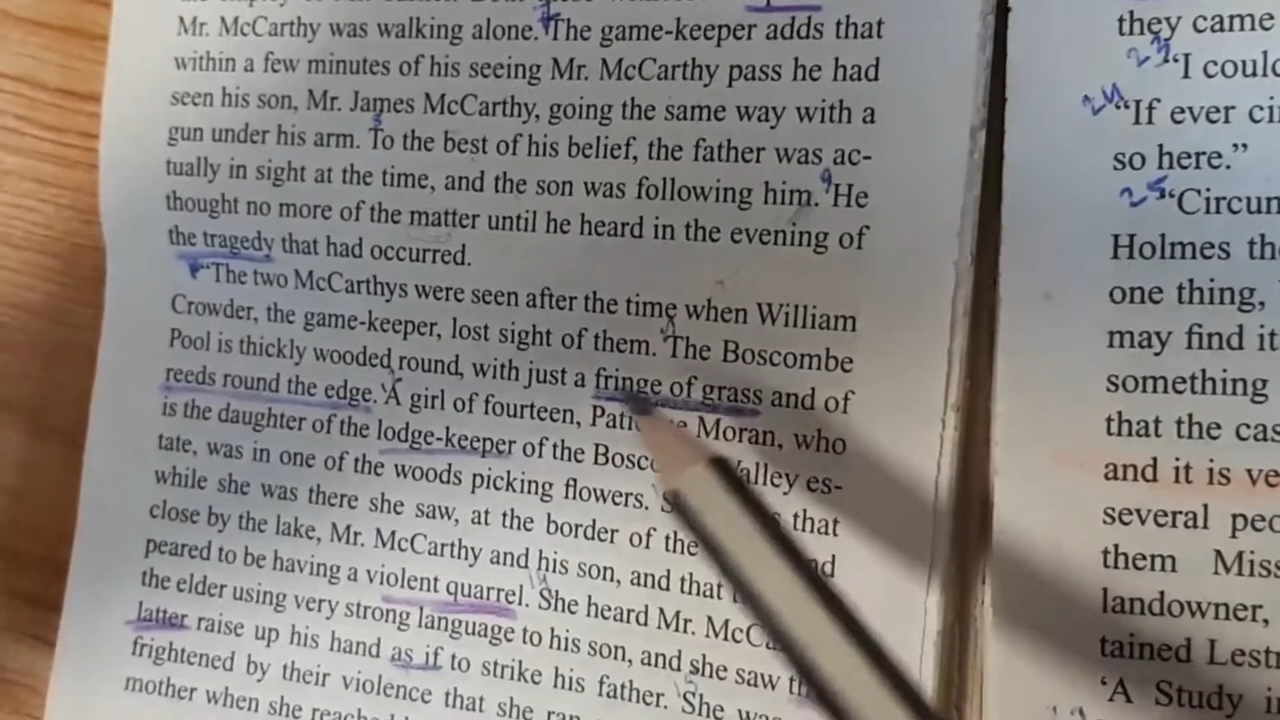 Mr. McCarthy was walking alone. The game-keeper adds that
within a few minutes of his seeing Mr. McCarthy pass he had
seen his son, Mr. James McCarthy, going the same way with a
gun under his arm. To the best of his belief, the father was ac-
tually in sight at the time, and the son was following him. He
thought no more of the matter until he heard in the evening of
the tragedy that had occurred.
“The two McCarthys were seen after the time when William
Crowder, the game-keeper, lost sight of them. The Boscombe
Pool is thickly wooded round, with just a fringe of grass and of
reeds round the edge. A girl of fourteen, Moran, who
is the daughter of the lodge-keeper of the Valley es-
tate, was in one of the woods picking flowers. that
while she was there she saw, at the border of the
close by the lake, Mr. McCarthy and his son, and that
peared to be having a violent quarrel. She heard Mr.
the elder using very strong language to his son, and she saw
latter raise up his hand as if to strike his father. She
frightened by their violence that she
mother when she
they came
23 ‘I
24 “If ever
so here.”
25
Holmes
one thing,
may find it
something
that the
and it is
several
them
landowner,
tained
‘A Study